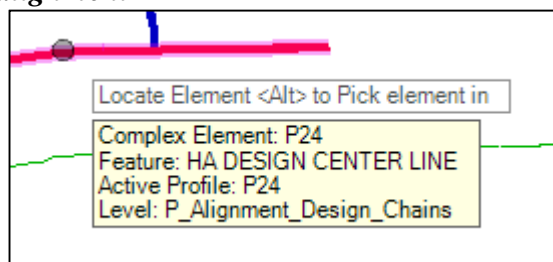 Locate Element <Alt> to Pick element in
Complex Element: P24
Feature: HA DESIGN CENTER LINE
Active Profile: P24
Level: P_Alignment_Design_Chains